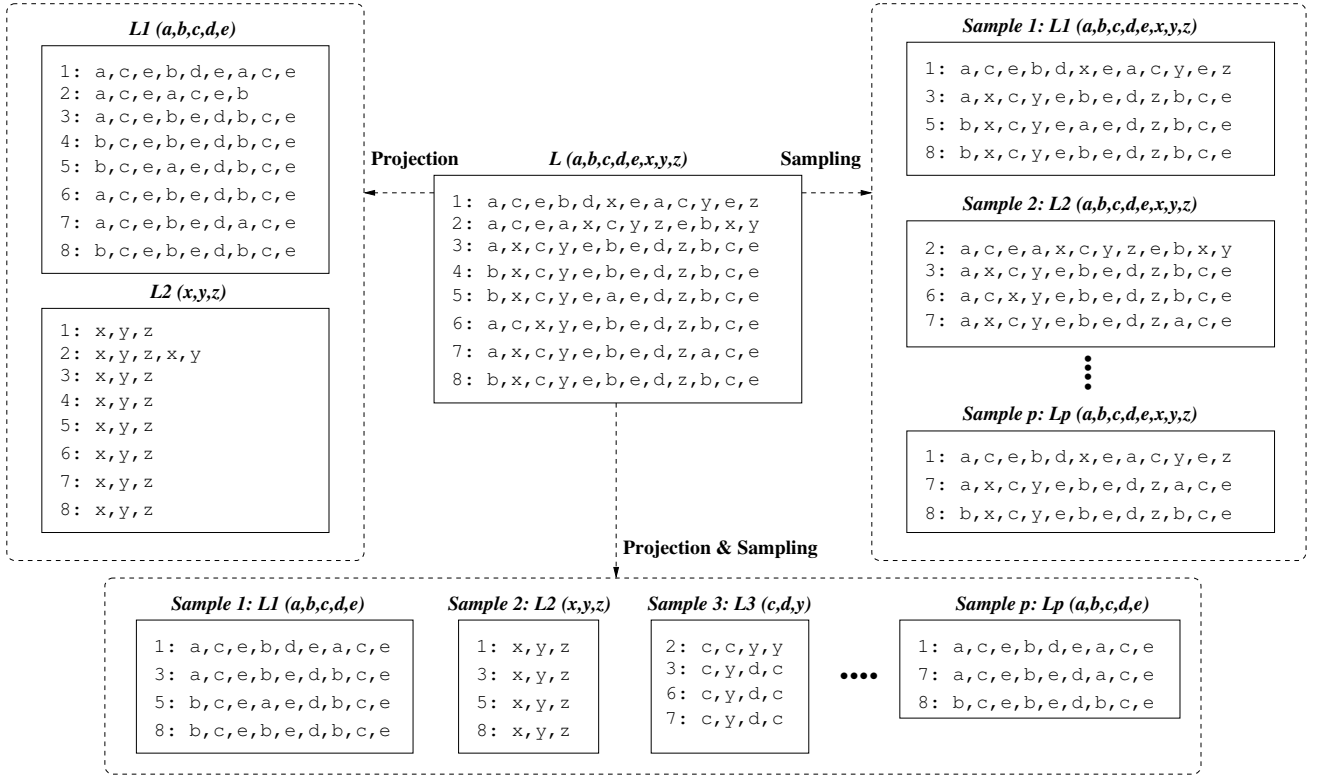 L1 (a,b,c,d,e)
1: a,c,e,b,d,e,a,c,e
2: a,c,e,a,c,e,b
3: a,c,e,b,e,d,b,c,e
4: b,c,e,b,e,d,b,c,e
5: b,c,e,a,e,d,b,c,e
6: a,c,e,b,e,d,b,c,e
7: a,c,e,b,e,d,a,c,e
8: b,c,e,b,e,d,b,c,e
L2 (x,y,z)
1: x,y,z
2: x,y,z,x,y
3: x,y,z
4: x,y,z
5: x,y,z
6: x,y,z
7: x,y,z
8: x,y,z
Projection
L (a,b,c,d,e,x,y,z)
1: a,c,e,b,d,x,e,a,c,y,e,z
2: a,c,e,a,x,c,y,z,e,b,x,y
3: a,x,c,y,e,b,e,d,z,b,c,e
4: b,x,c,y,e,b,e,d,z,b,c,e
5: b,x,c,y,e,a,e,d,z,b,c,e
6: a,c,x,y,e,b,e,d,z,b,c,e
7: a,x,c,y,e,b,e,d,z,a,c,e
8: b,x,c,y,e,b,e,d,z,b,c,e
Sampling
Sample 1: L1 (a,b,c,d,e,x,y,z)
1: a,c,e,b,d,x,e,a,c,y,e,z
3: a,x,c,y,e,b,e,d,z,b,c,e
5: b,x,c,y,e,a,e,d,z,b,c,e
8: b,x,c,y,e,b,e,d,z,b,c,e
Sample 2: L2 (a,b,c,d,e,x,y,z)
2: a,c,e,a,x,c,y,z,e,b,x,y
3: a,x,c,y,e,b,e,d,z,b,c,e
6: a,c,x,y,e,b,e,d,z,b,c,e
7: a,x,c,y,e,b,e,d,z,a,c,e
Sample p: Lp (a,b,c,d,e,x,y,z)
1: a,c,e,b,d,x,e,a,c,y,e,z
7: a,x,c,y,e,b,e,d,z,a,c,e
8: b,x,c,y,e,b,e,d,z,b,c,e
Projection & Sampling
Sample 1: L1 (a,b,c,d,e)
1: a,c,e,b,d,e,a,c,e
3: a,c,e,b,e,d,b,c,e
5: b,c,e,a,e,d,b,c,e
8: b,c,e,b,e,d,b,c,e
Sample 2: L2 (x,y,z)
1: x,y,z
3: x,y,z
5: x,y,z
8: x,y,z
Sample 3: L3 (c,d,y)
2: c,c,y,y
3: c,y,d,c
6: c,y,d,c
7: c,y,d,c
Sample p: Lp (a,b,c,d,e)
1: a,c,e,b,d,e,a,c,e
7: a,c,e,b,e,d,a,c,e
8: b,c,e,b,e,d,b,c,e